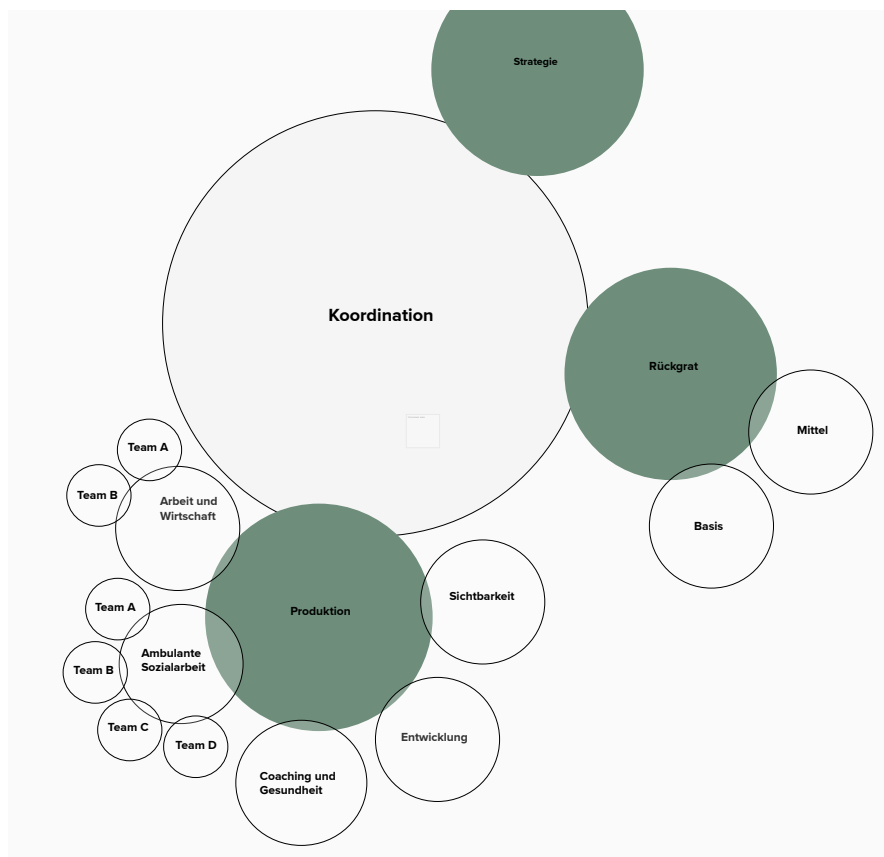 Strategie
Koordination
Rückgrat
Mittel
Basis
Team A
Team B
Arbeit und
Wirtschaft
Team A
Ambulante
Sozialarbeit
Team B
Team C
Team D
Produktion
Sichtbarkeit
Entwicklung
Coaching und
Gesundheit